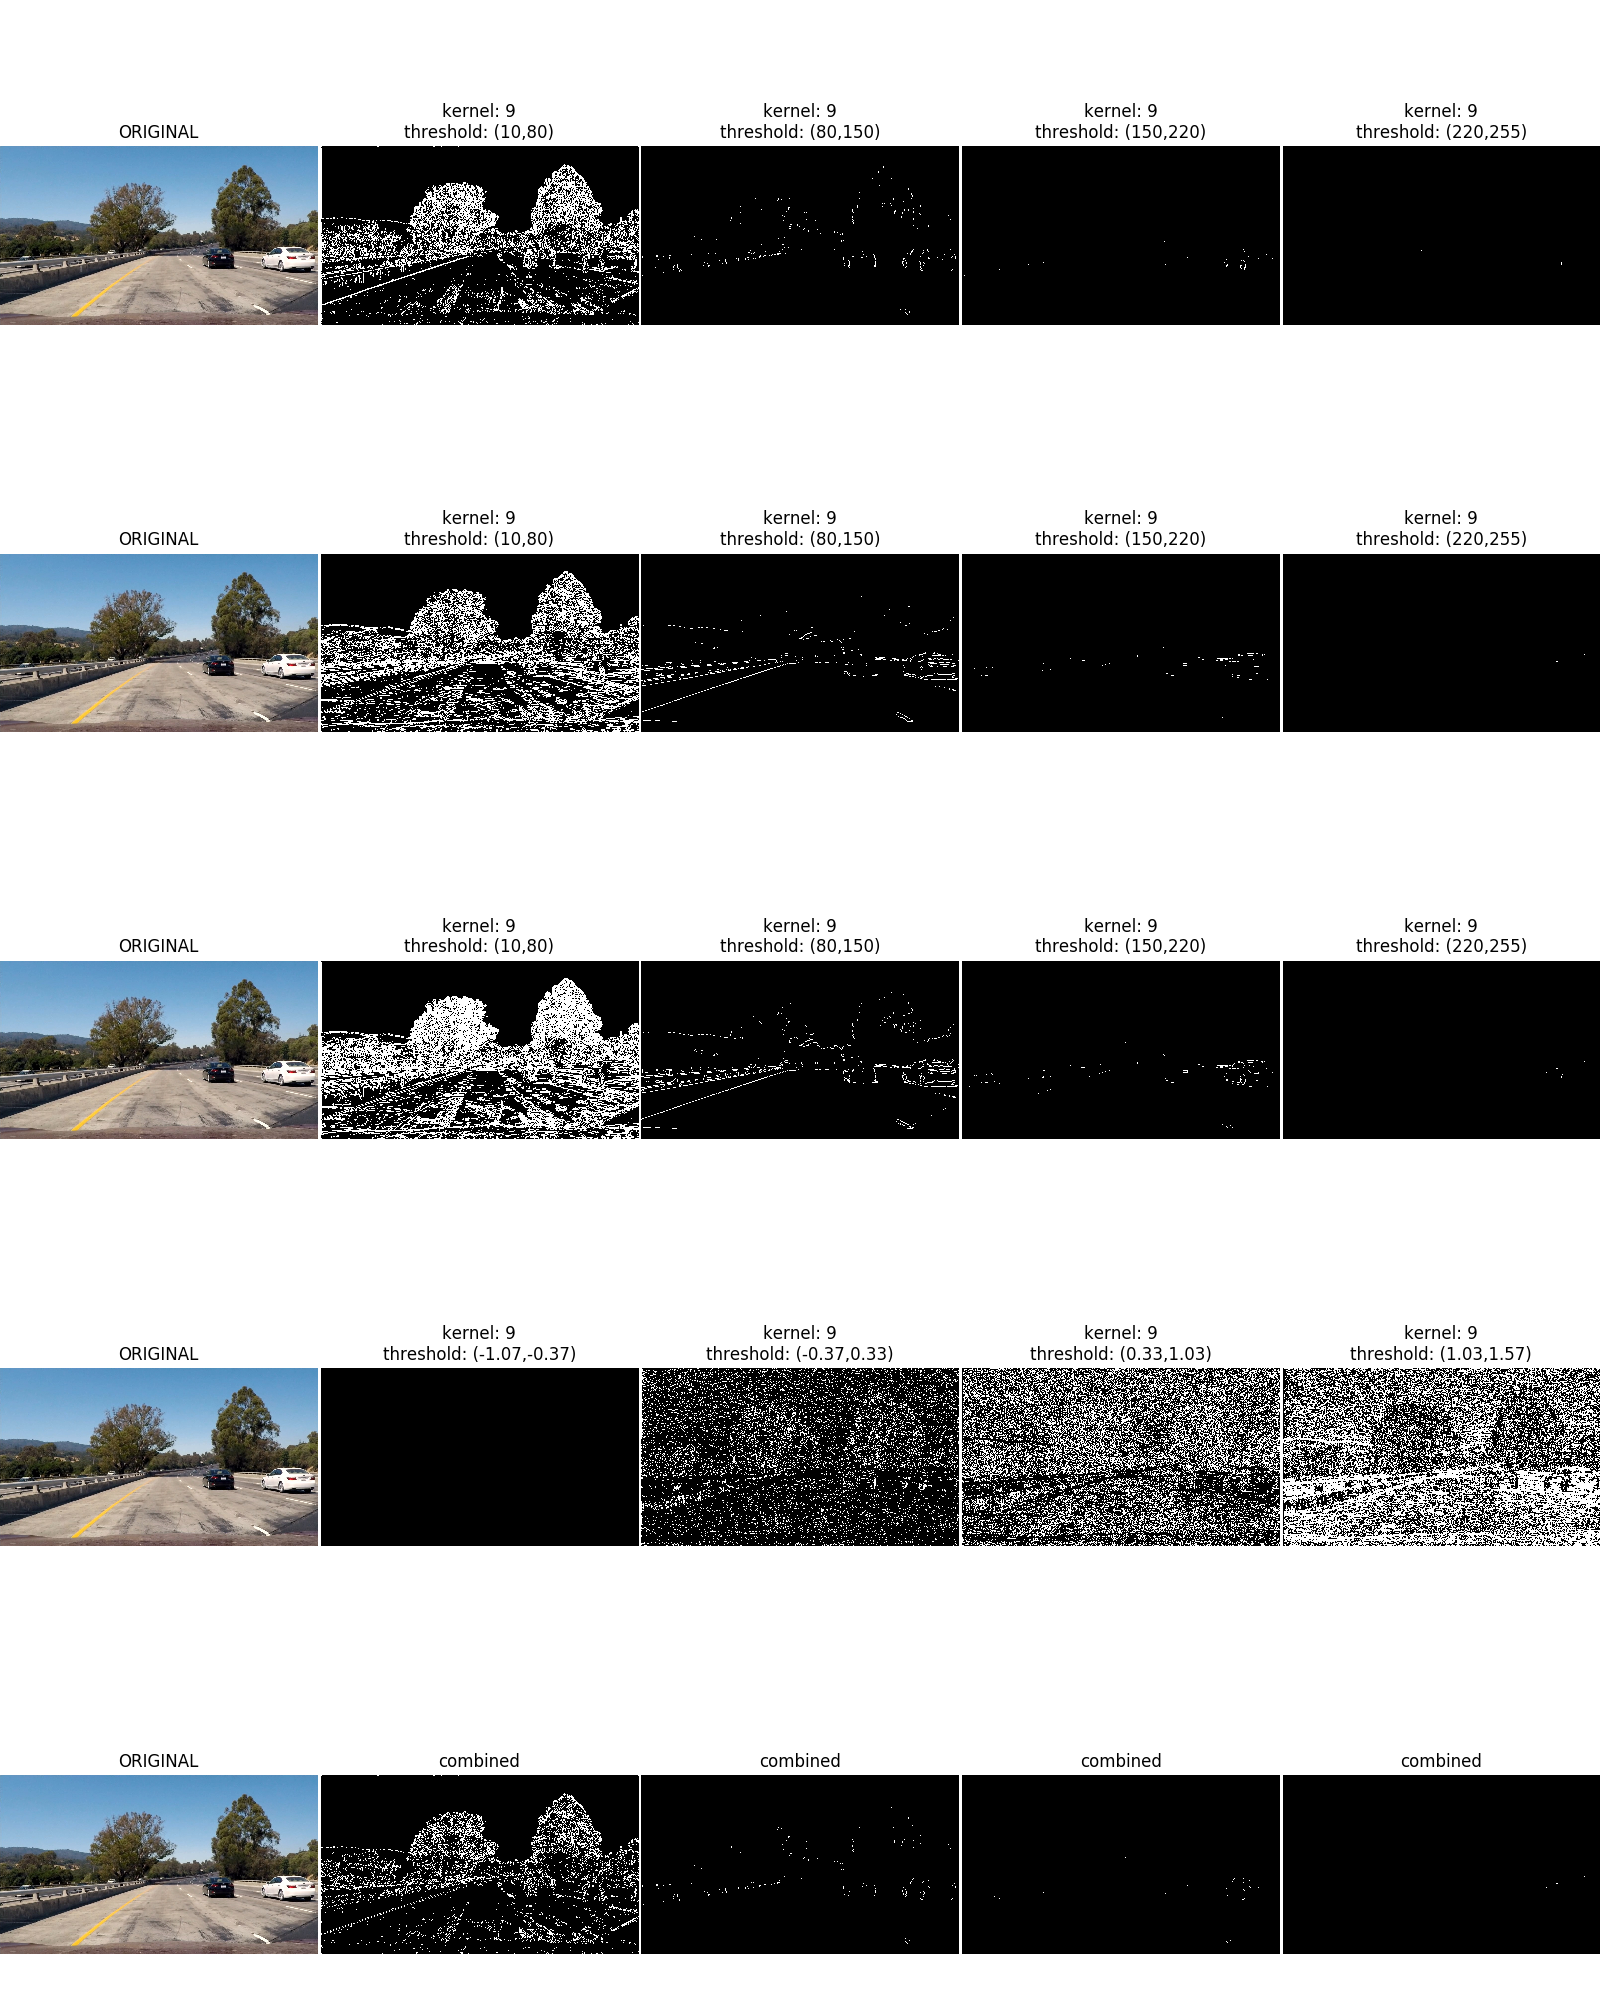 ORIGINAL
kernel: 9
threshold: (10,80)
kernel: 9
threshold: (80,150)
kernel: 9
threshold: (150,220)
kernel: 9
threshold: (220,255)
ORIGINAL
kernel: 9
threshold: (10,80)
kernel: 9
threshold: (80,150)
kernel: 9
threshold: (150,220)
kernel: 9
threshold: (220,255)
ORIGINAL
kernel: 9
threshold: (10,80)
kernel: 9
threshold: (80,150)
kernel: 9
threshold: (150,220)
kernel: 9
threshold: (220,255)
ORIGINAL
kernel: 9
threshold: (-1.07,-0.37)
kernel: 9
threshold: (-0.37,0.33)
kernel: 9
threshold: (0.33,1.03)
kernel: 9
threshold: (1.03,1.57)
ORIGINAL
combined
combined
combined
combined